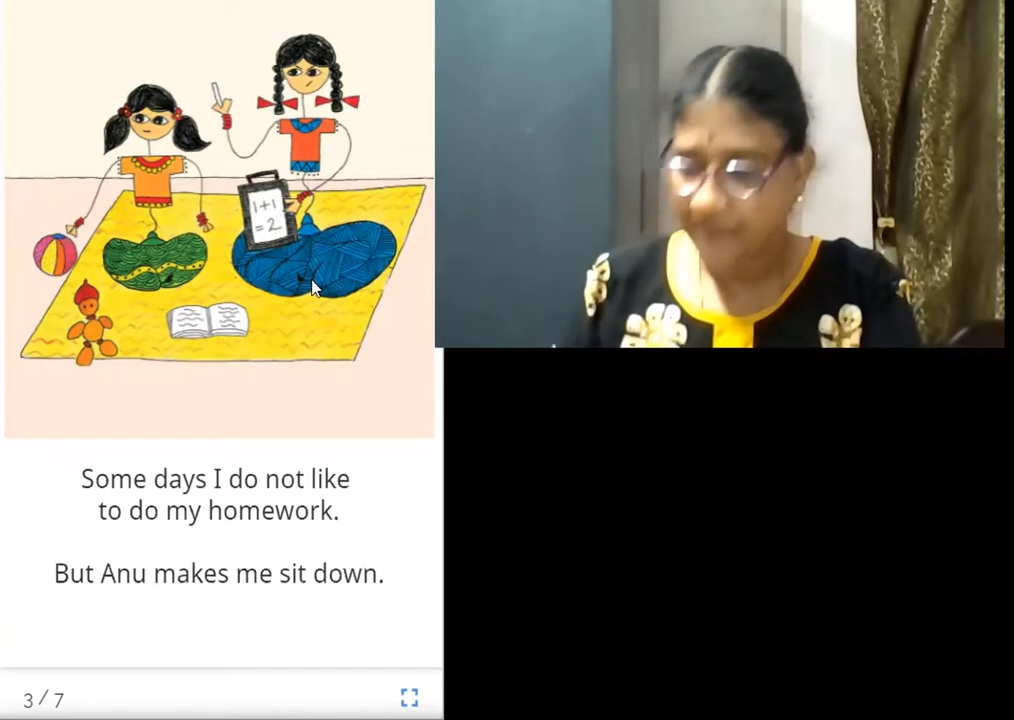 1+1
=2
Some days I do not like
to do my homework.
But Anu makes me sit down.
3 / 7